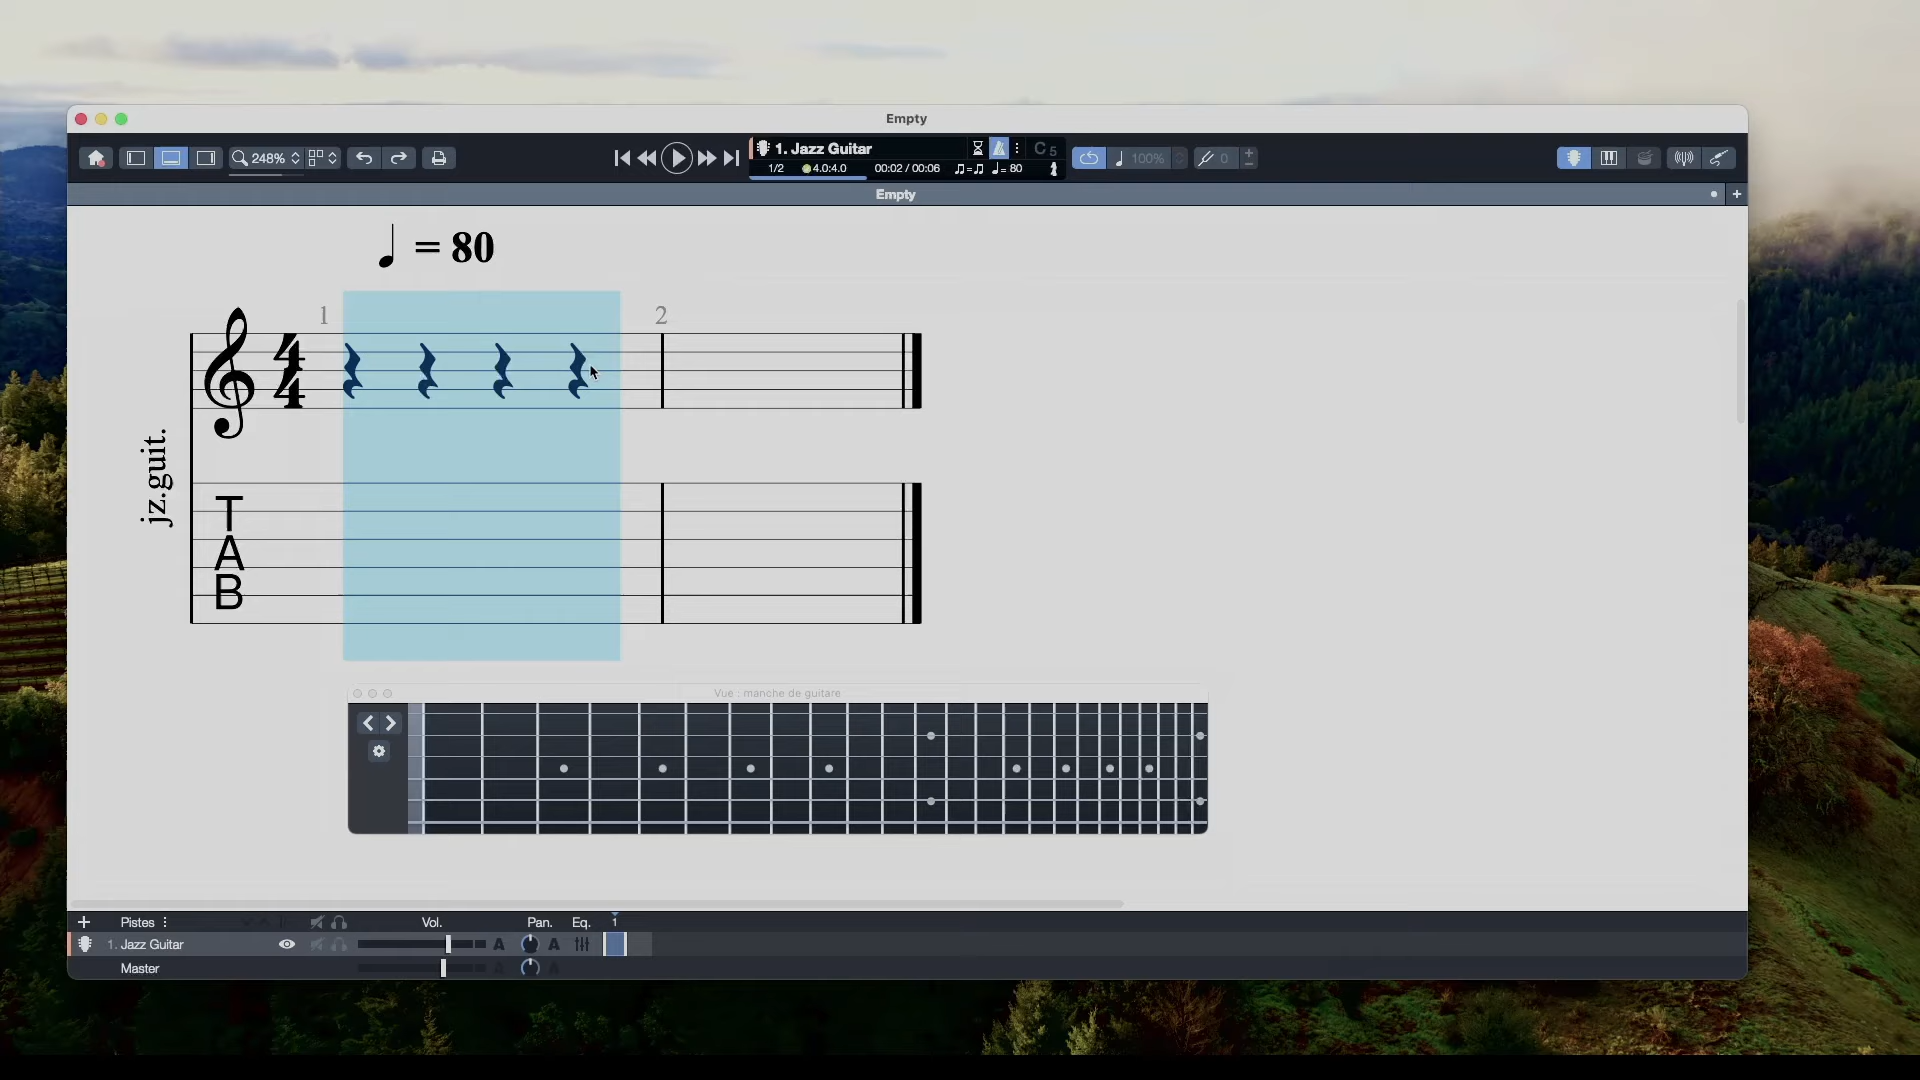 Empty
248%
1. Jazz Guitar
C5
1/2 4.0:4.0 00:02 / 00:06 ♫=♫ ♩= 80
100%
0
Empty
♩ = 80
1 2
4
4
jz.guit.
T
A
B
Vue : manche de guitare
Pistes Vol. Pan. Eq. 1
1. Jazz Guitar A A
Master A A